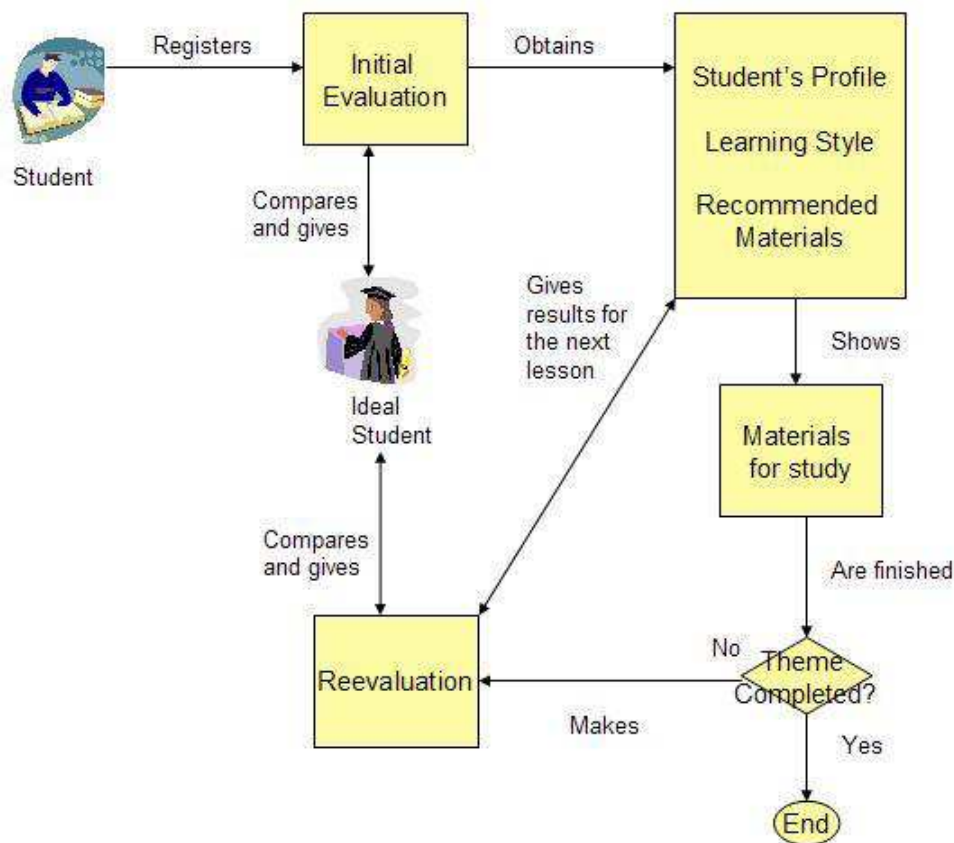 Registers
Student
Initial
Evaluation
Obtains
Student's Profile
Learning Style
Recommended
Materials
Compares
and gives
Ideal
Student
Gives
results for
the next
lesson
Shows
Materials
for study
Compares
and gives
Are finished
Reevaluation
No
Theme
Completed?
Makes
Yes
End